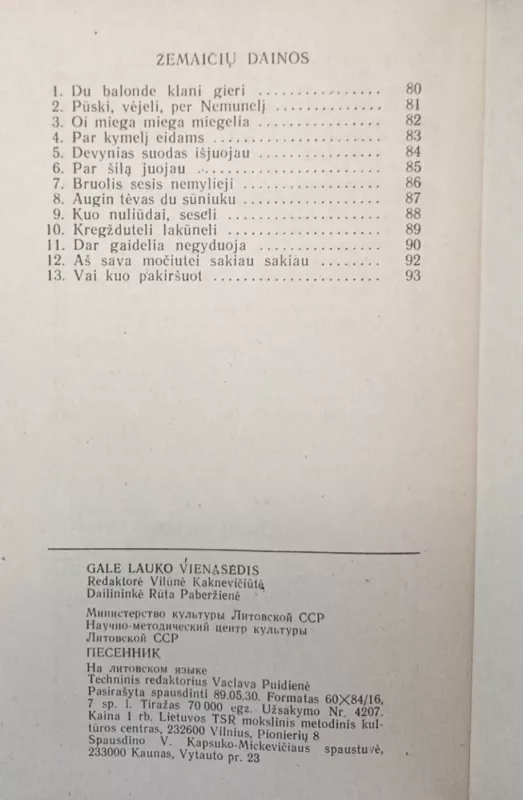 ŽEMAIČIŲ DAINOS
1. Du balonde klani gieri .................. 80
2. Pūski, vėjeli, per Nemunelį .............. 81
3. Oi miega miega miegelia ................. 82
4. Par kymelį eidams ....................... 83
5. Devynias suodas išjuojau ................ 84
6. Par šilą juojau .......................... 85
7. Bruolis sesis nemylieji .................... 86
8. Augin tėvas du sūniuku ................... 87
9. Kuo nuliūdai, seseli ...................... 88
10. Kregžduteli lakūneli ..................... 89
11. Dar gaidelia negyduoja ................. 90
12. Aš sava močiutei sakiau sakiau ........ 92
13. Vai kuo pakiršuot ....................... 93
GALE LAUKO VIENASĖDIS
Redaktorė Vilūnė Kaknevičiūtė
Dailininkė Rūta Paberžienė
Министерство культуры Литовской ССР
Научно-методический центр культуры
Литовской ССР
ПЕСЕННИК
На литовском языке
Techninis redaktorius Vaclava Puidienė
Pasirašyta spausdinti 89.05.30. Formatas 60×84/16,
7 sp. l. Tiražas 70 000 egz. Užsakymo Nr. 4207.
Kaina 1 rb. Lietuvos TSR mokslinis metodinis kul-
tūros centras, 232600 Vilnius, Pionierių 8
Spausdino V. Kapsuko-Mickevičiaus spaustuvė,
233000 Kaunas, Vytauto pr. 23